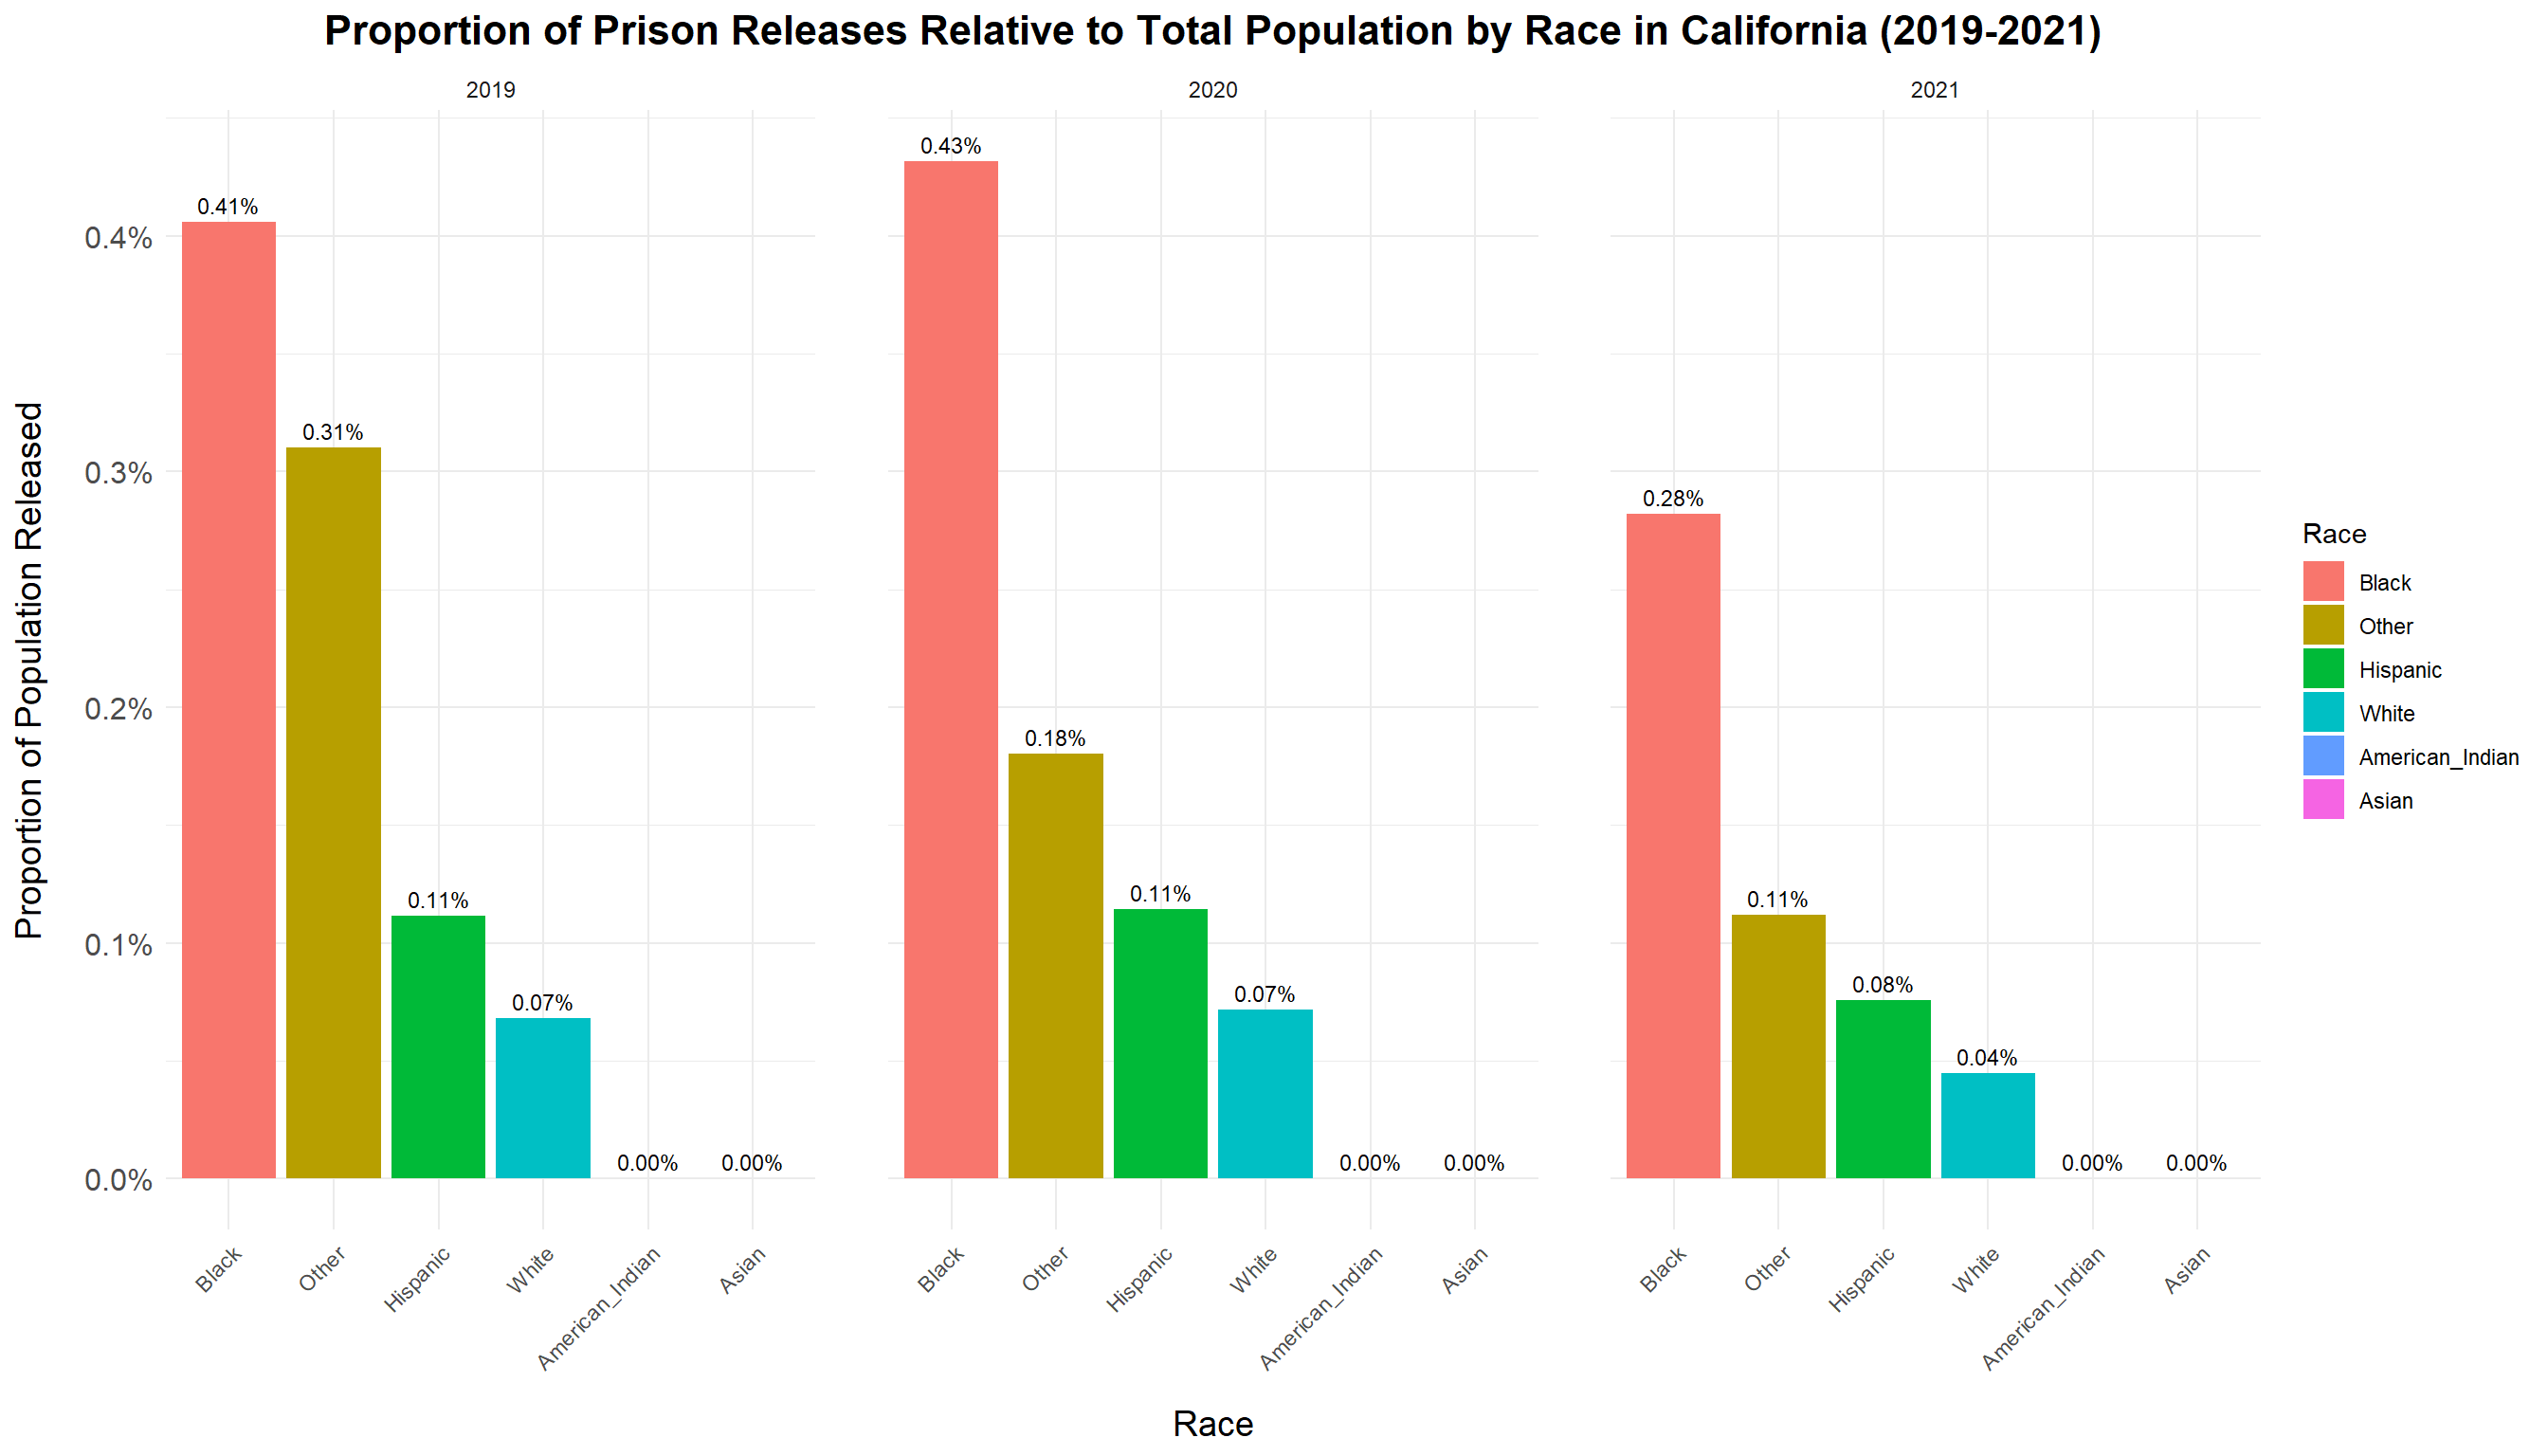 Proportion of Prison Releases Relative to Total Population by Race in California (2019-2021)
2019
2020
2021
Proportion of Population Released
0.4%
0.3%
0.2%
0.1%
0.0%
0.41%
0.31%
0.11%
0.07%
0.00%
0.00%
0.43%
0.18%
0.11%
0.07%
0.00%
0.00%
0.28%
0.11%
0.08%
0.04%
0.00%
0.00%
Black
Other
Hispanic
White
American_Indian
Asian
Black
Other
Hispanic
White
American_Indian
Asian
Black
Other
Hispanic
White
American_Indian
Asian
Race
Race
Black
Other
Hispanic
White
American_Indian
Asian